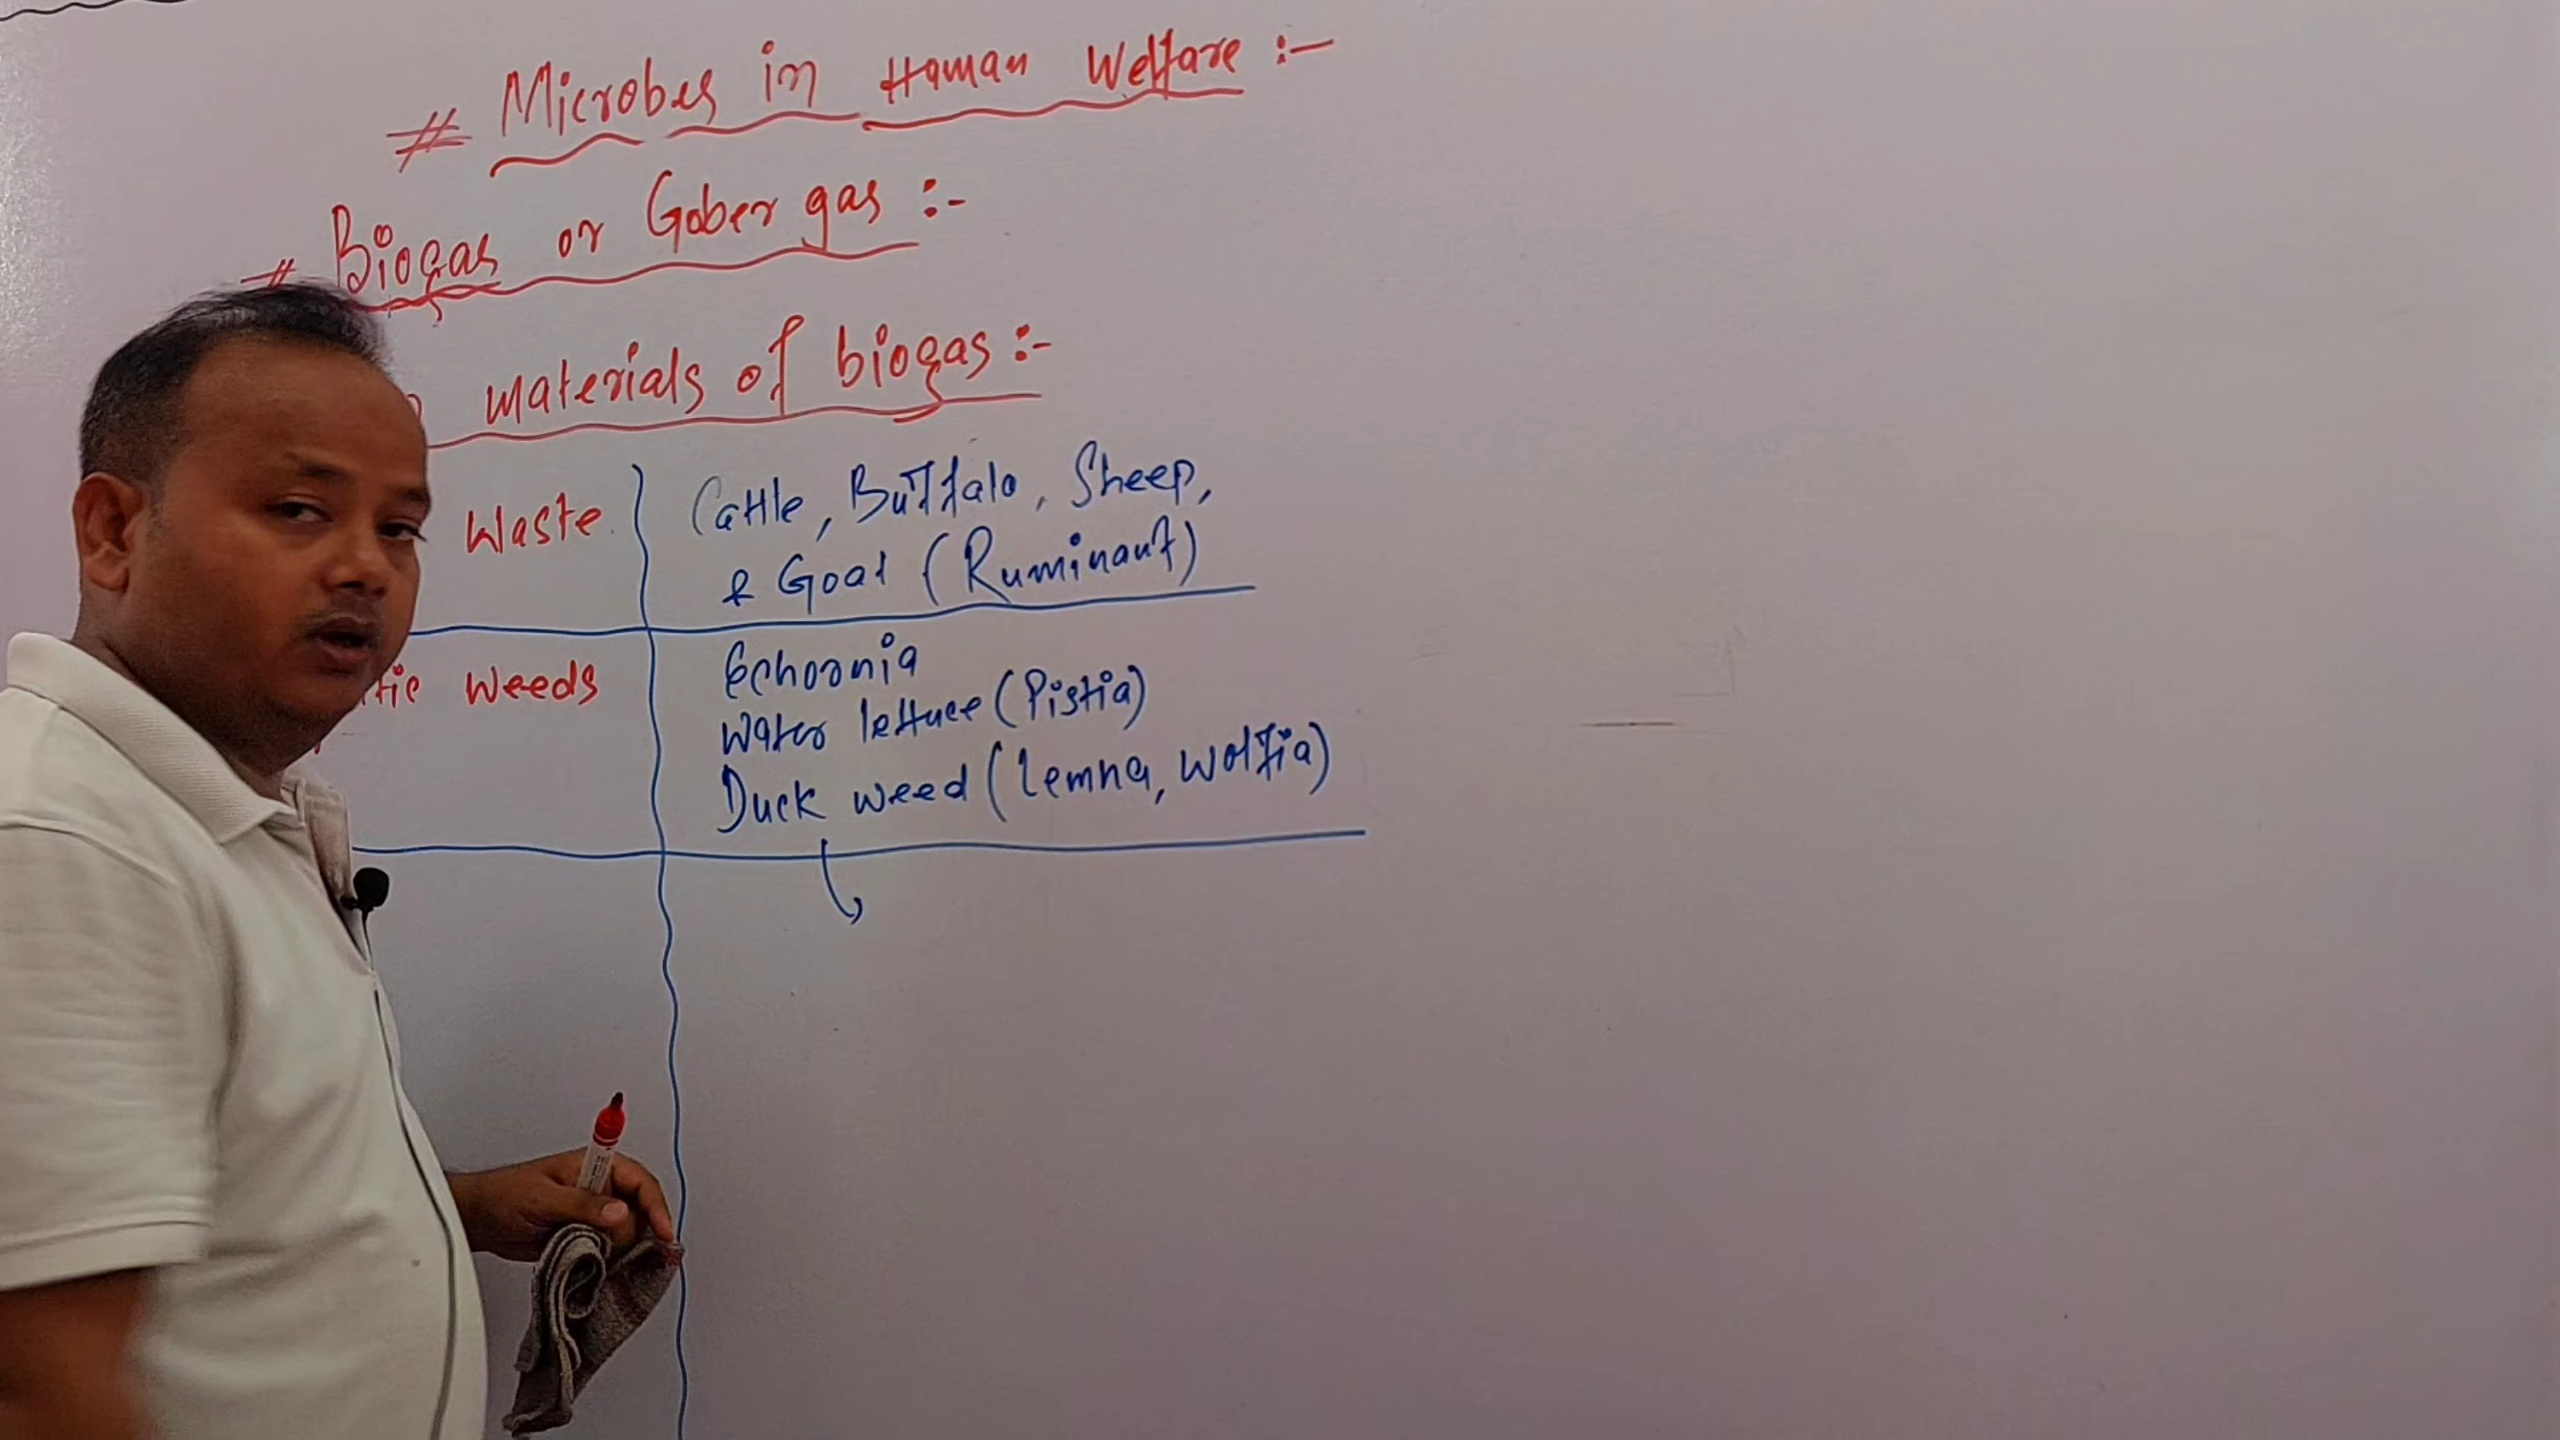 # Microbes in Human Welfare :-
# Biogas or Gober gas :-
materials of biogas :-
Waste
Cattle, Buffalo, Sheep,
& Goat (Ruminant)
Weeds
Echornia
Water lettuce (Pistia)
Duck weed (Lemna, Wolfia)